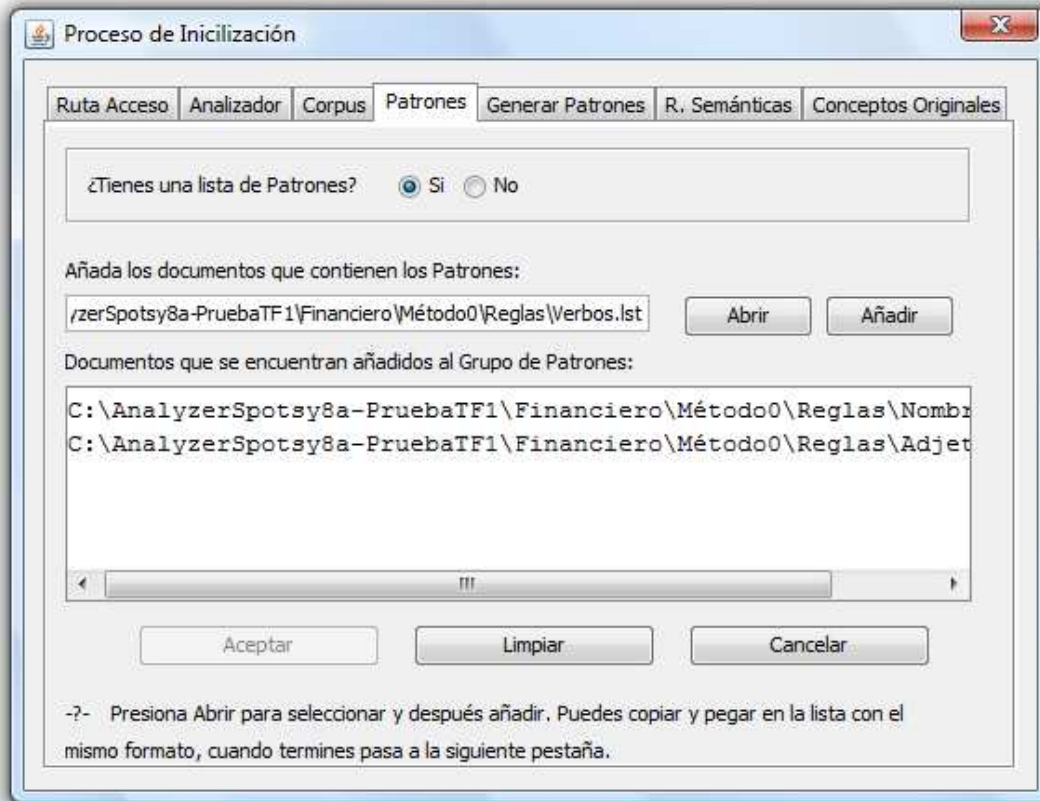 Proceso de Inicilización
Ruta Acceso Analizador Corpus Patrones Generar Patrones R. Semánticas Conceptos Originales
¿Tienes una lista de Patrones? Si No
Añada los documentos que contienen los Patrones:
yzerSpotsy8a-PruebaTF1\Financiero\Método0\Reglas\Verbos.lst Abrir Añadir
Documentos que se encuentran añadidos al Grupo de Patrones:
C:\AnalyzerSpotsy8a-PruebaTF1\Financiero\Método0\Reglas\Nombr
C:\AnalyzerSpotsy8a-PruebaTF1\Financiero\Método0\Reglas\Adjet
Aceptar Limpiar Cancelar
-?- Presiona Abrir para seleccionar y después añadir. Puedes copiar y pegar en la lista con el
mismo formato, cuando termines pasa a la siguiente pestaña.